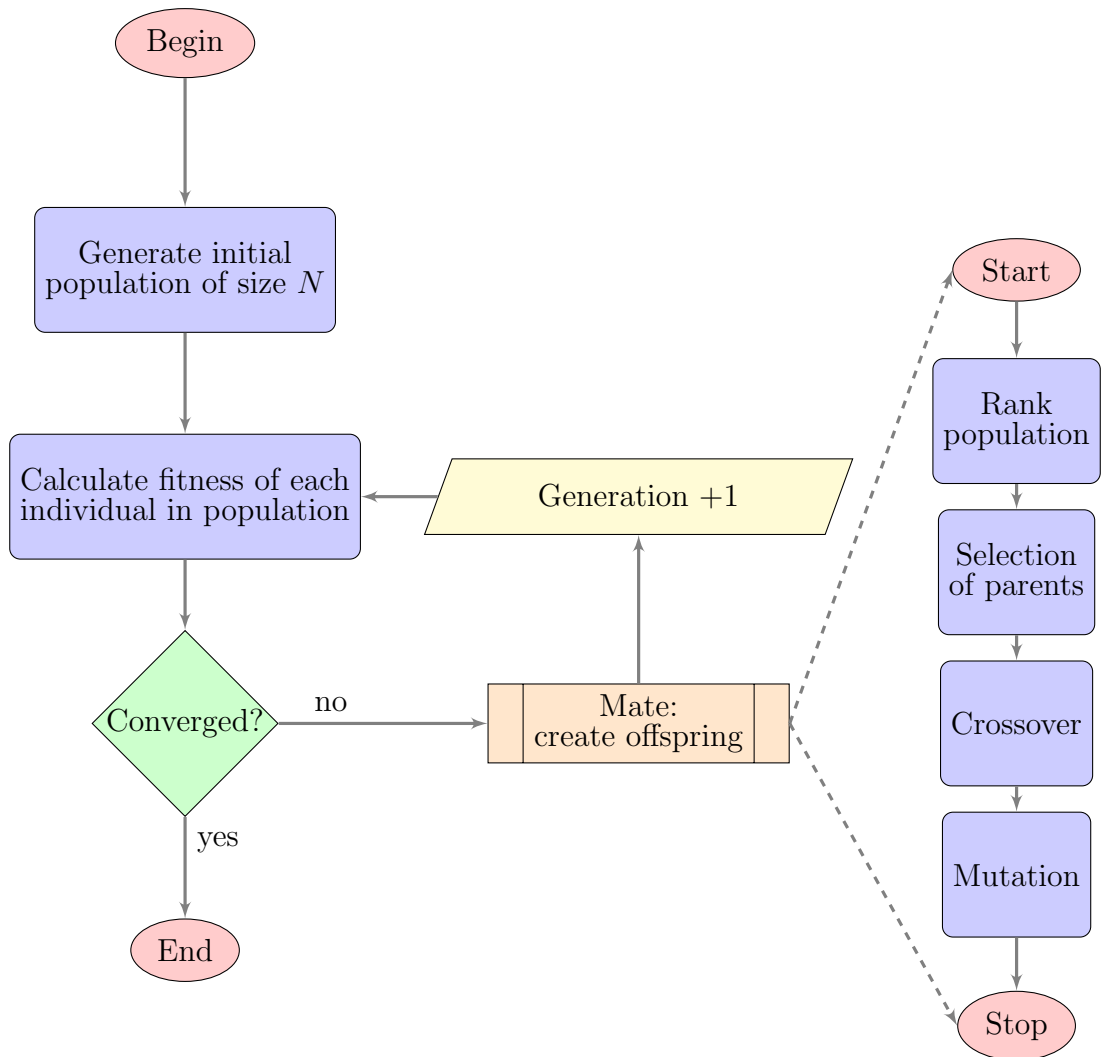 Begin
Generate initial
population of size N
Calculate fitness of each
individual in population
Generation +1
Converged?
no
yes
Mate:
create offspring
End
Start
Rank
population
Selection
of parents
Crossover
Mutation
Stop